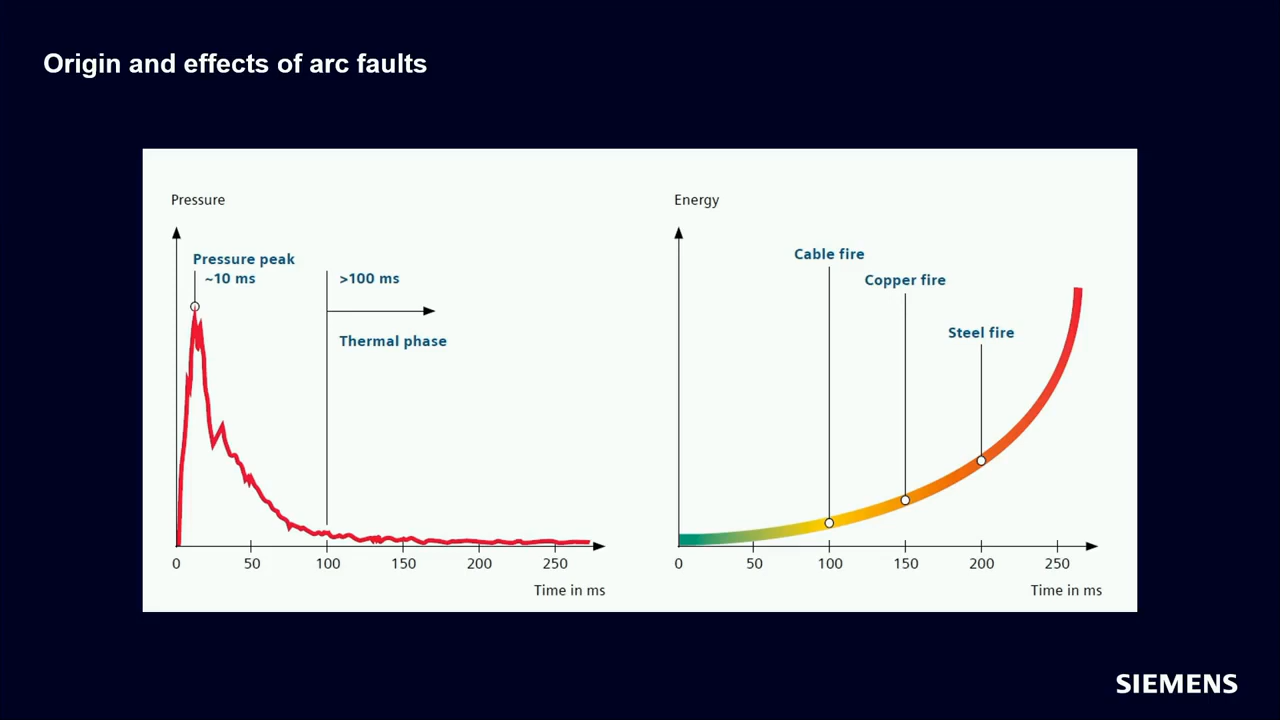 Origin and effects of arc faults
Pressure
Pressure peak
~10 ms
>100 ms
Thermal phase
0 50 100 150 200 250
Time in ms
Energy
Cable fire
Copper fire
Steel fire
0 50 100 150 200 250
Time in ms
SIEMENS